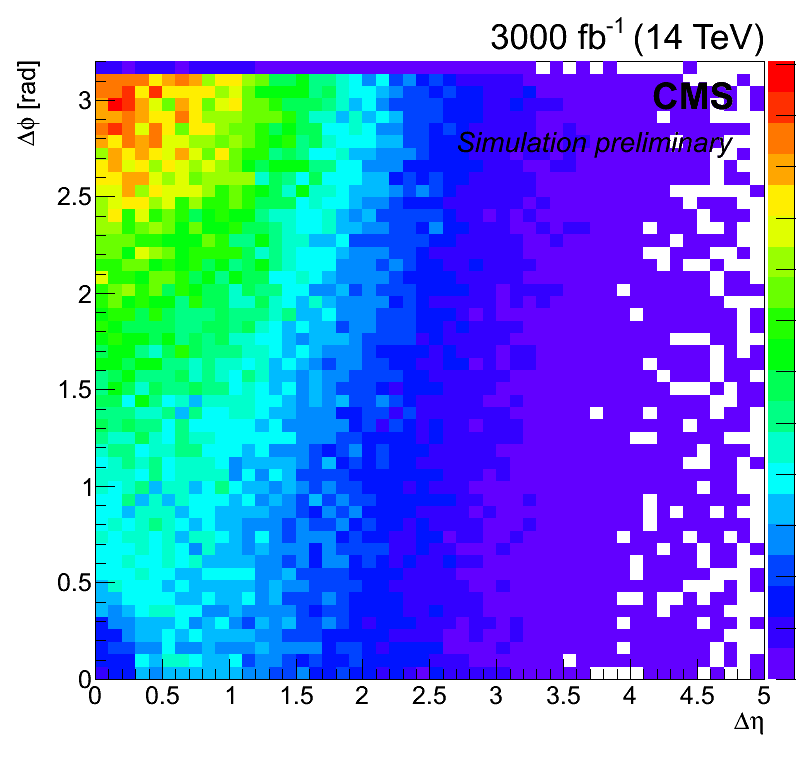 3000 fb-1 (14 TeV)
Δφ [rad]
CMS
Simulation preliminary
3
2.5
2
1.5
1
0.5
0
0 0.5 1 1.5 2 2.5 3 3.5 4 4.5 5
Δη